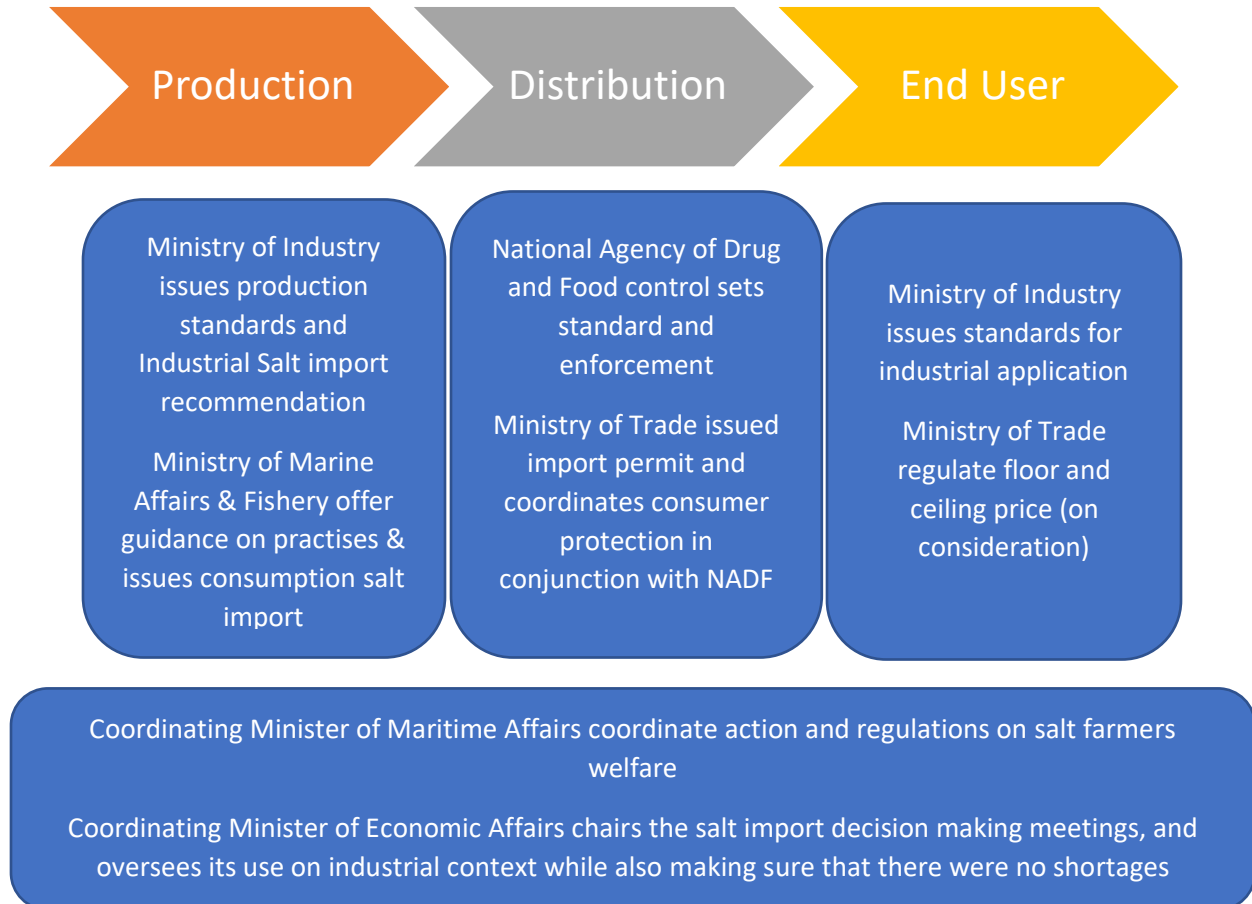 Production
Distribution
End User
Ministry of Industry
issues production
standards and
Industrial Salt import
recommendation
Ministry of Marine
Affairs & Fishery offer
guidance on practises &
issues consumption salt
import
National Agency of Drug
and Food control sets
standard and
enforcement
Ministry of Trade issued
import permit and
coordinates consumer
protection in
conjunction with NADF
Ministry of Industry
issues standards for
industrial application
Ministry of Trade
regulate floor and
ceiling price (on
consideration)
Coordinating Minister of Maritime Affairs coordinate action and regulations on salt farmers
welfare
Coordinating Minister of Economic Affairs chairs the salt import decision making meetings, and
oversees its use on industrial context while also making sure that there were no shortages